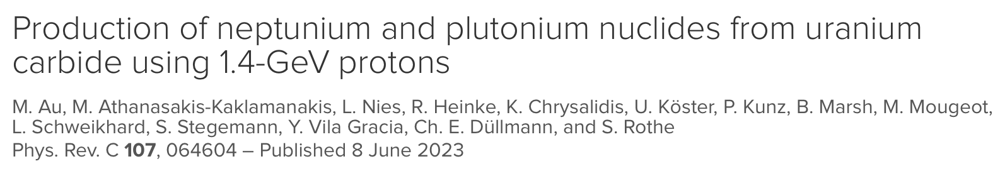 Production of neptunium and plutonium nuclides from uranium
carbide using 1.4-GeV protons
M. Au, M. Athanasakis-Kaklamanakis, L. Nies, R. Heinke, K. Chrysalidis, U. Köster, P. Kunz, B. Marsh, M. Mougeot,
L. Schweikhard, S. Stegemann, Y. Vila Gracia, Ch. E. Düllmann, and S. Rothe
Phys. Rev. C 107, 064604 – Published 8 June 2023